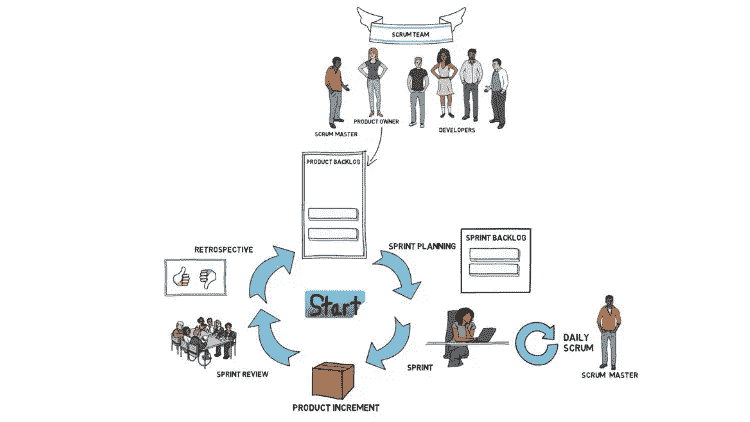 SCRUM TEAM
SCRUM MASTER
PRODUCT OWNER
DEVELOPERS
PRODUCT BACKLOG
RETROSPECTIVE
SPRINT PLANNING
SPRINT BACKLOG
Start
DAILY
SCRUM
SPRINT
SCRUM MASTER
SPRINT REVIEW
PRODUCT INCREMENT